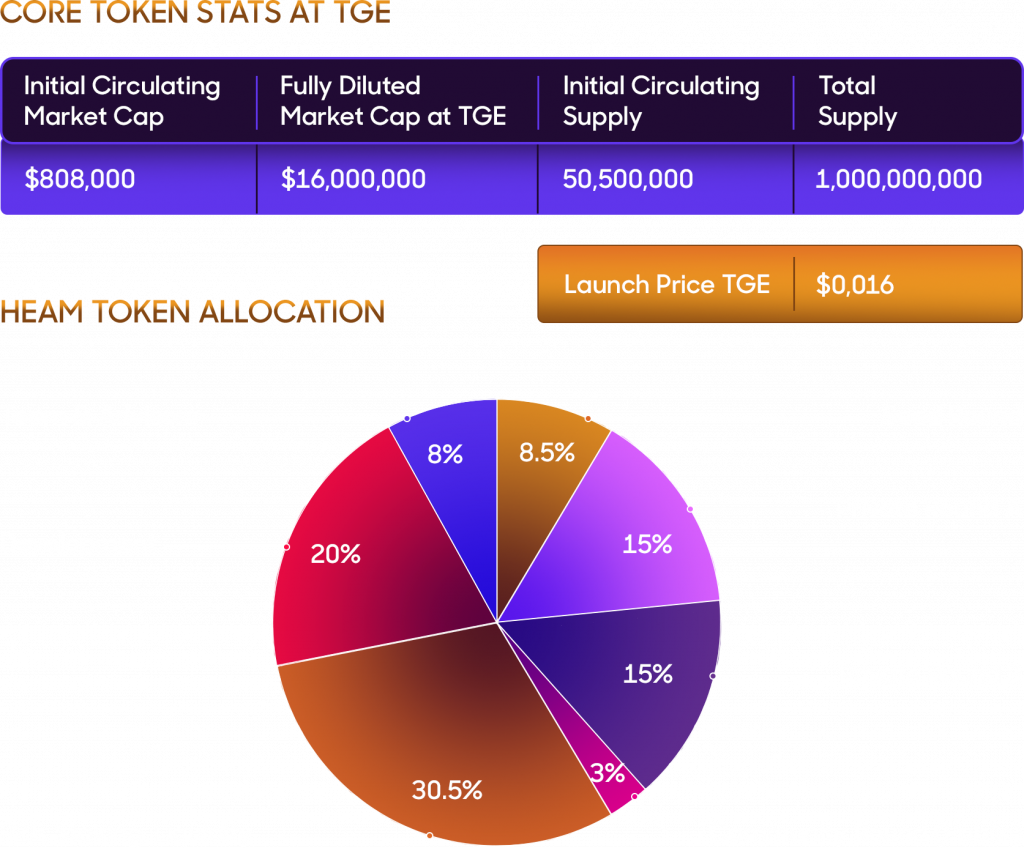 CORE TOKEN STATS AT TGE
Initial Circulating Market Cap
Fully Diluted Market Cap at TGE
Initial Circulating Supply
Total Supply
$808,000
$16,000,000
50,500,000
1,000,000,000
Launch Price TGE
$0,016
HEAM TOKEN ALLOCATION
8%
8.5%
20%
15%
15%
3%
30.5%